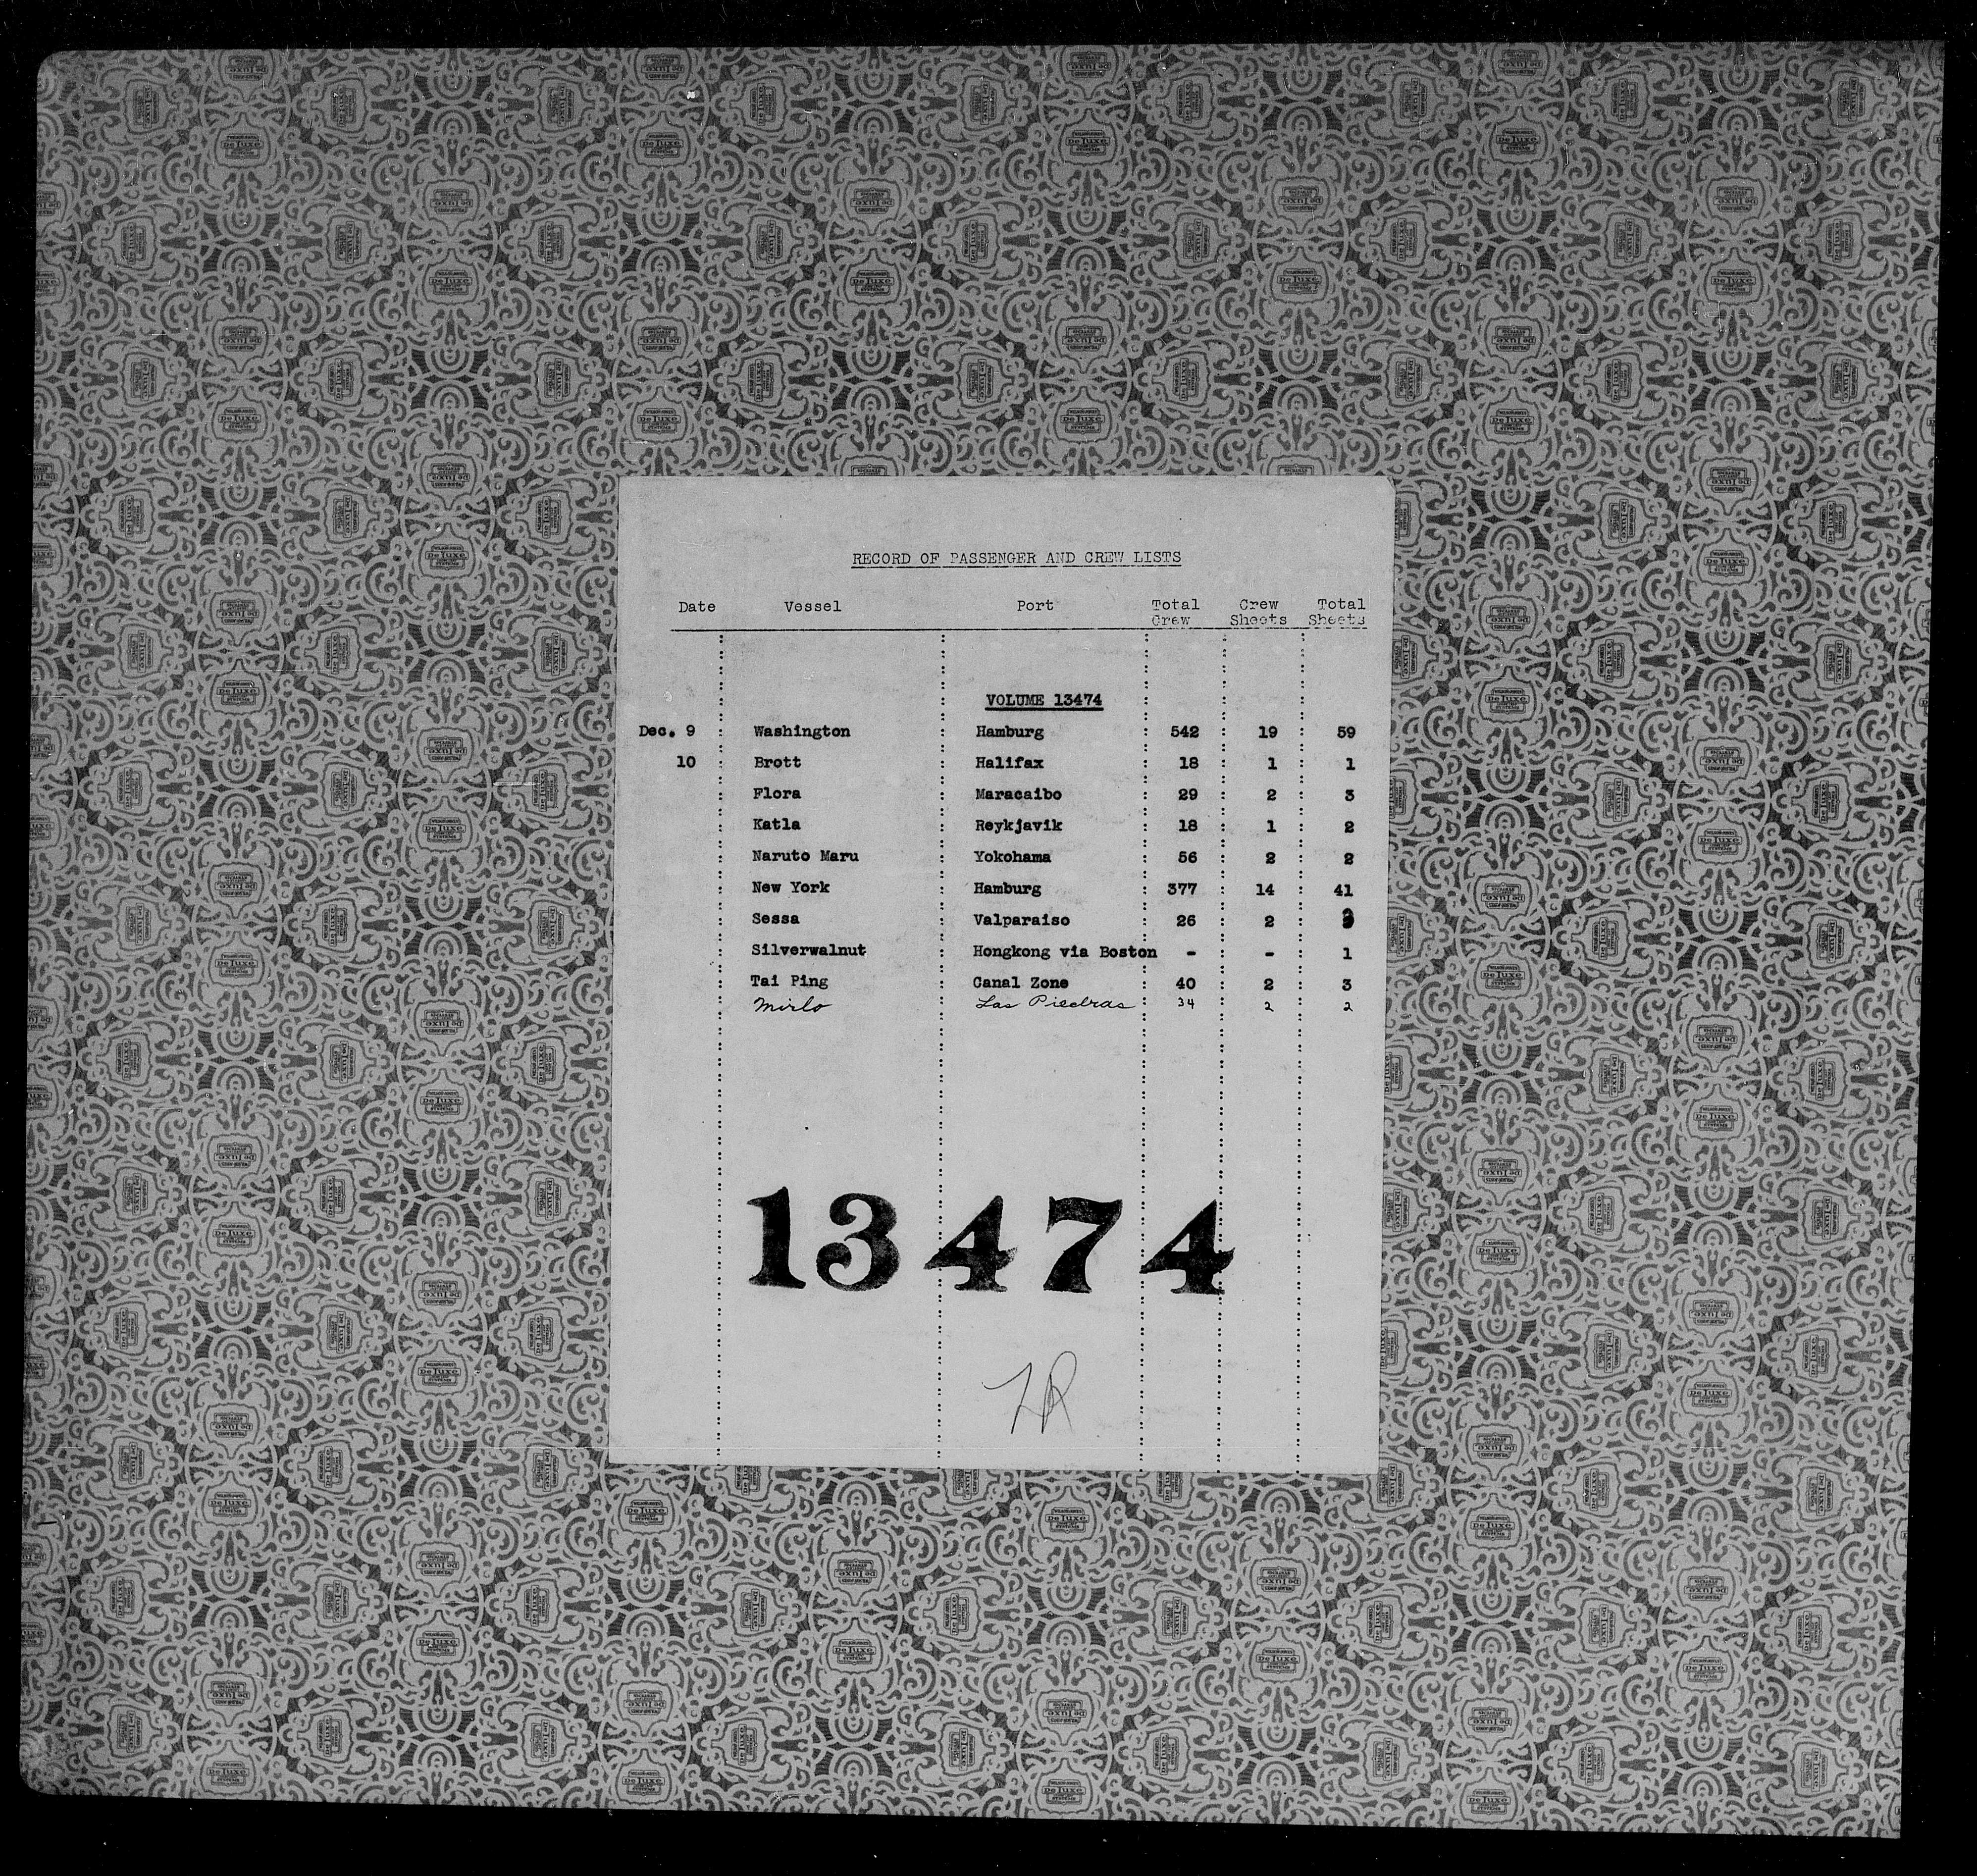 RECORD OF PASSENGER AND CREW LISTS
Date Vessel Port Total Crew Crew Sheets Total Sheets
VOLUME 13474
Dec. 9 Washington Hamburg 542 19 59
10 Brott Halifax 18 1 1
Flora Maracaibo 29 2 3
Katla Reykjavik 18 1 2
Naruto Maru Yokohama 56 2 2
New York Hamburg 377 14 41
Sessa Valparaiso 26 2
Silverwalnut Hongkong via Boston - - 1
Tai Ping Canal Zone 40 2 3
Mirlo Las Piedras 34 2 2
13474